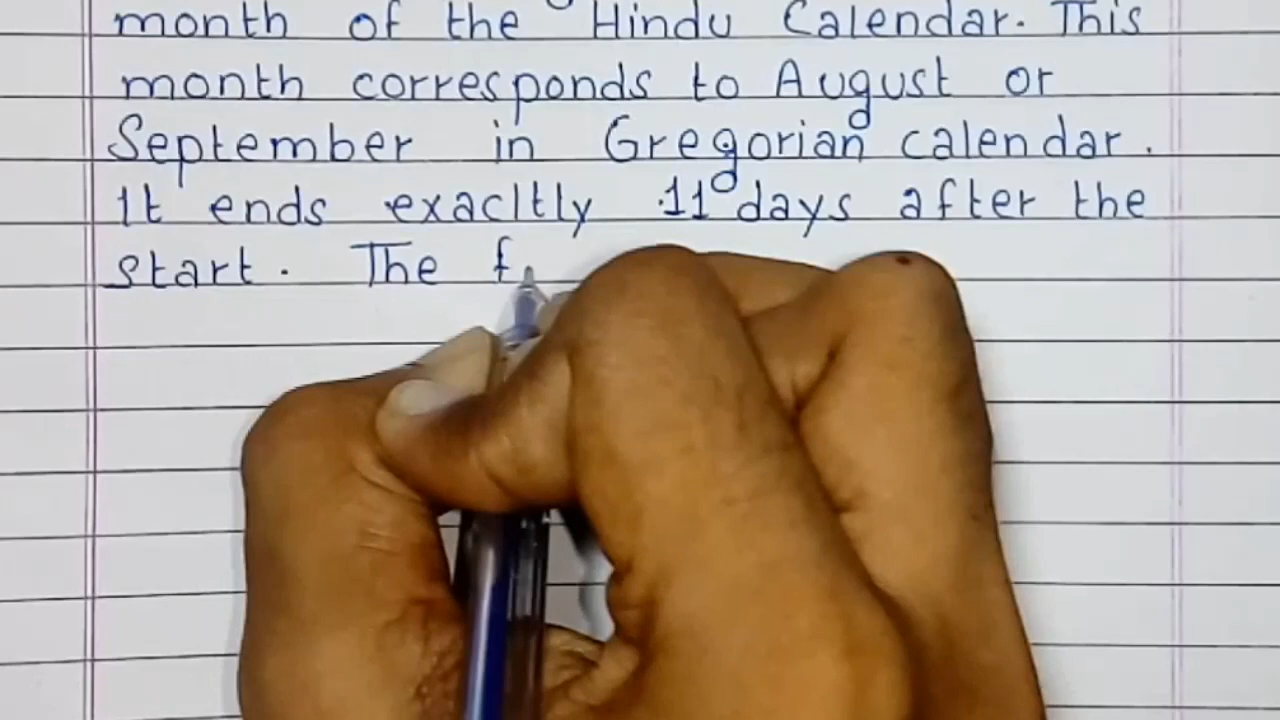 month of the Hindu Calendar. This
month corresponds to August or
September in Gregorian calendar.
It ends exacltly 11 days after the
start. The f